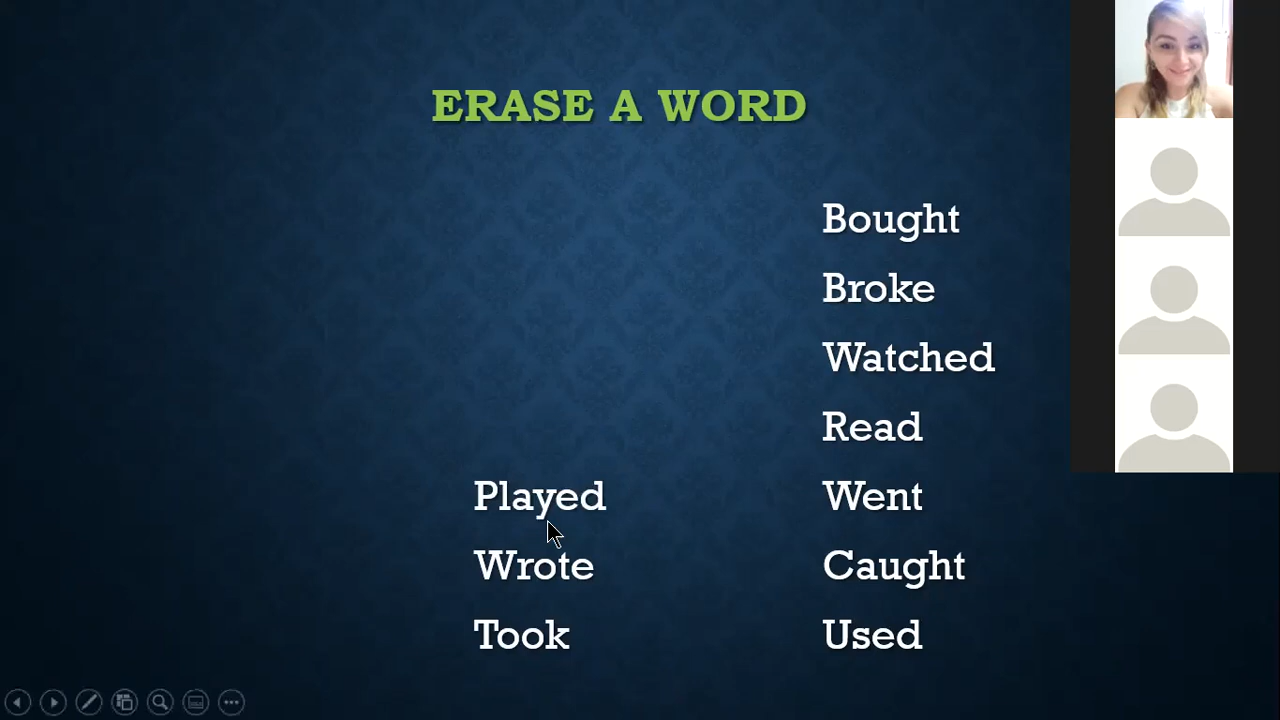 ERASE A WORD
Played
Wrote
Took
Bought
Broke
Watched
Read
Went
Caught
Used